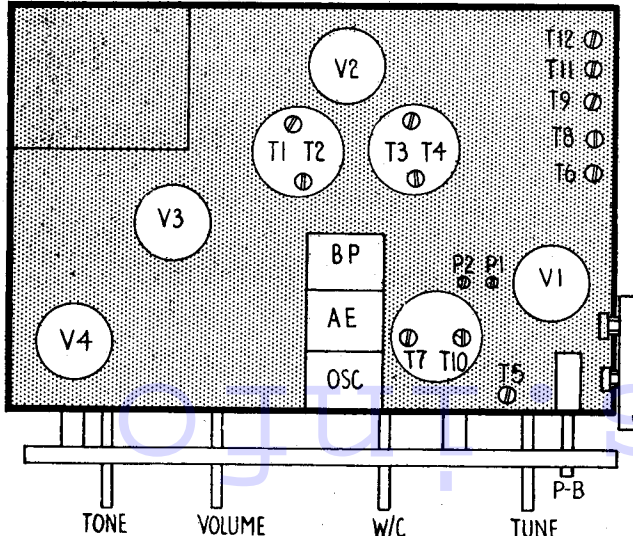 T12
V2
T11
T9
T1 T2
T3 T4
T8
T6
V3
BP
P2 P1
V1
AE
V4
T7 T10
OSC
T5
P-B
TONE
VOLUME
W/C
TUNE